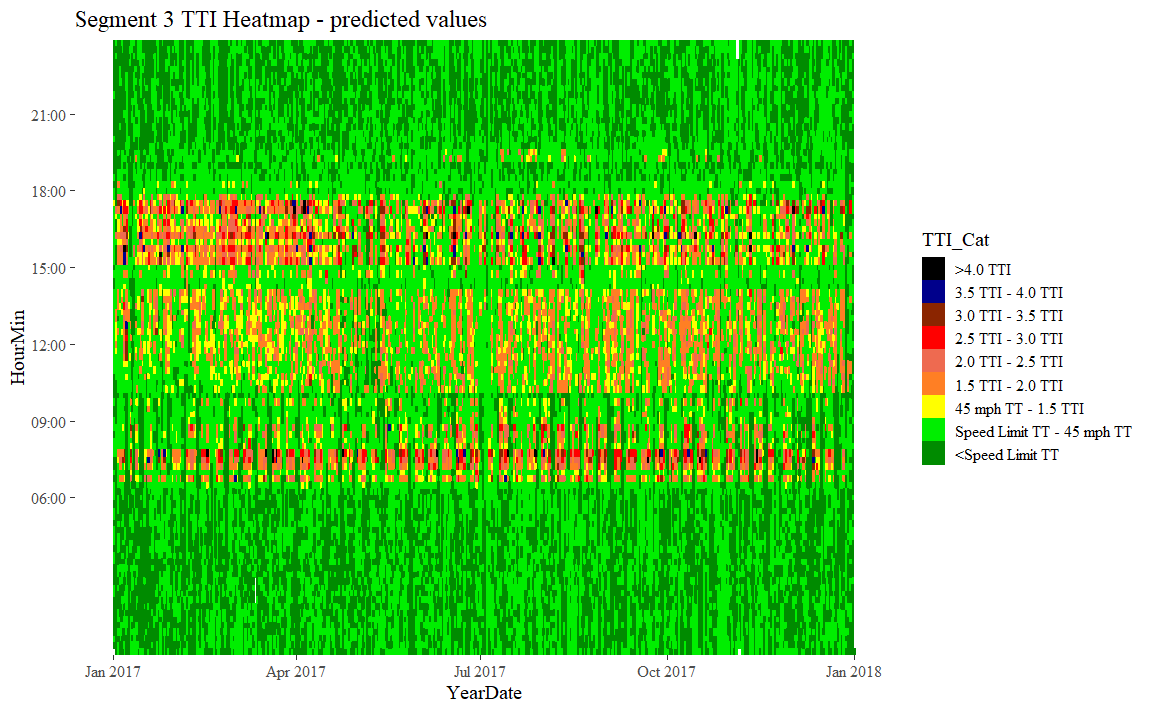 Segment 3 TTI Heatmap - predicted values
21:00
18:00
15:00
12:00
09:00
06:00
HourMin
Jan 2017
Apr 2017
Jul 2017
Oct 2017
Jan 2018
YearDate
TTI_Cat
>4.0 TTI
3.5 TTI - 4.0 TTI
3.0 TTI - 3.5 TTI
2.5 TTI - 3.0 TTI
2.0 TTI - 2.5 TTI
1.5 TTI - 2.0 TTI
45 mph TT - 1.5 TTI
Speed Limit TT - 45 mph TT
<Speed Limit TT